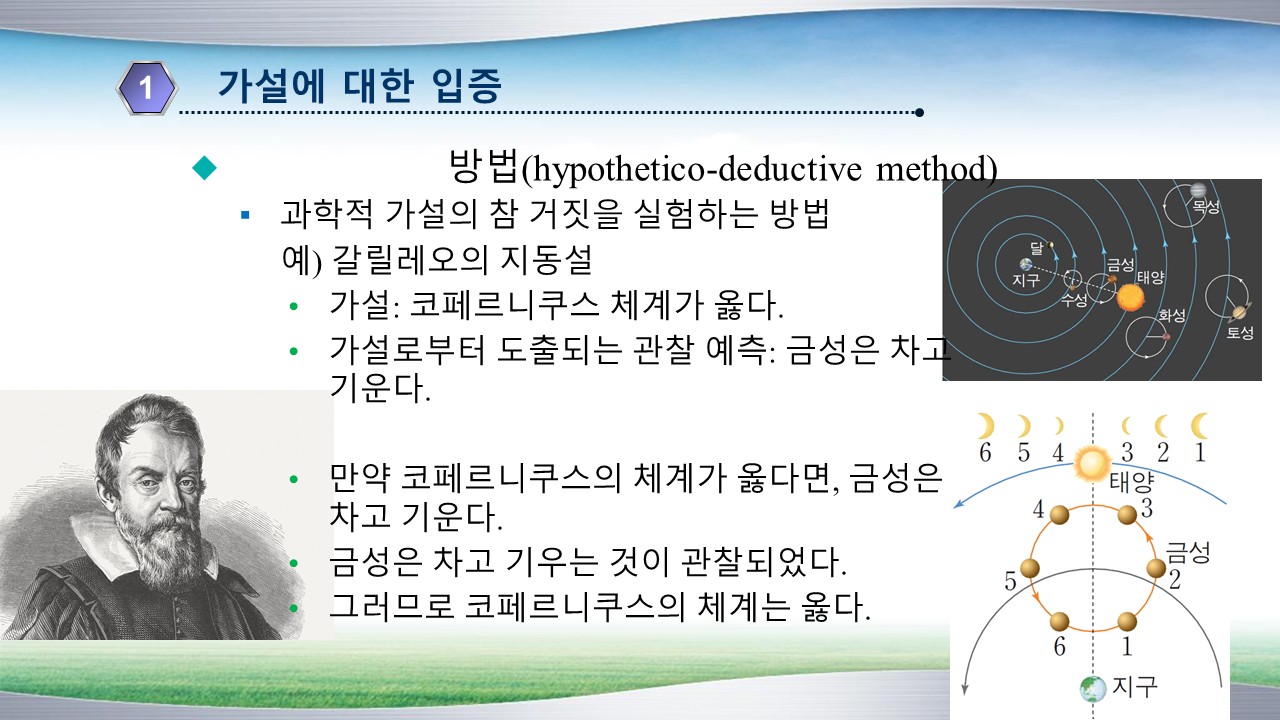 1
가설에 대한 입증
방법(hypothetico-deductive method)
과학적 가설의 참 거짓을 실험하는 방법
예) 갈릴레오의 지동설
가설: 코페르니쿠스 체계가 옳다.
가설로부터 도출되는 관찰 예측: 금성은 차고
기운다.
만약 코페르니쿠스의 체계가 옳다면, 금성은
차고 기운다.
금성은 차고 기우는 것이 관찰되었다.
그러므로 코페르니쿠스의 체계는 옳다.
목성
달
금성
태양
지구
수성
화성
토성
6 5 4 3 2 1
태양
4 3
금성
5 2
6 1
지구